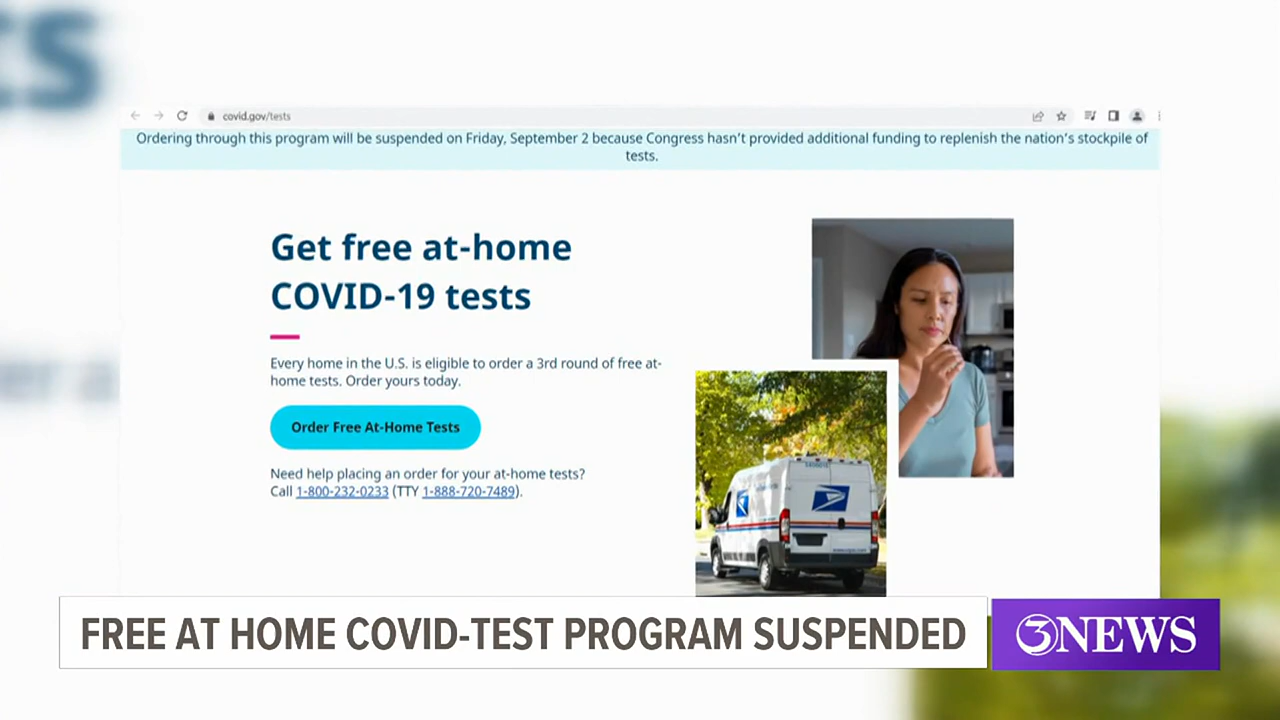 ts
covid.gov/tests
Ordering through this program will be suspended on Friday, September 2 because Congress hasn't provided additional funding to replenish the nation's stockpile of
tests.
Get free at-home
COVID-19 tests
Every home in the U.S. is eligible to order a 3rd round of free at-
home tests. Order yours today.
Order Free At-Home Tests
Need help placing an order for your at-home tests?
Call 1-800-232-0233 (TTY 1-888-720-7489).
FREE AT HOME COVID-TEST PROGRAM SUSPENDED
3NEWS